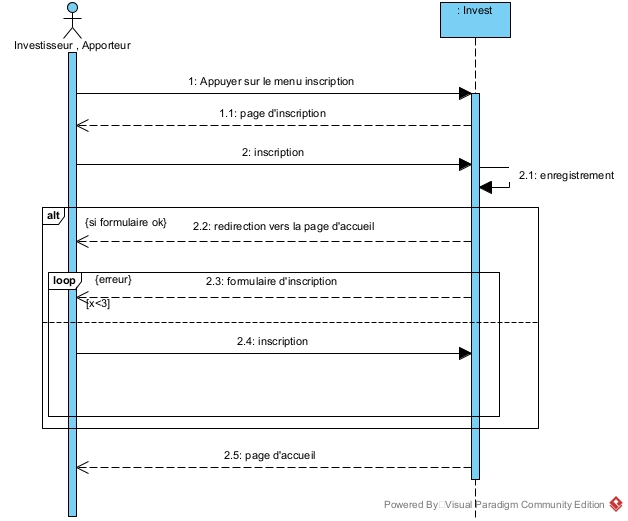 : Invest
Investisseur , Apporteur
1: Appuyer sur le menu inscription
1.1: page d'inscription
2: inscription
2.1: enregistrement
alt
{si formulaire ok}
2.2: redirection vers la page d'accueil
loop
{erreur}
2.3: formulaire d'inscription
[x<3]
2.4: inscription
2.5: page d'accueil
Powered By Visual Paradigm Community Edition